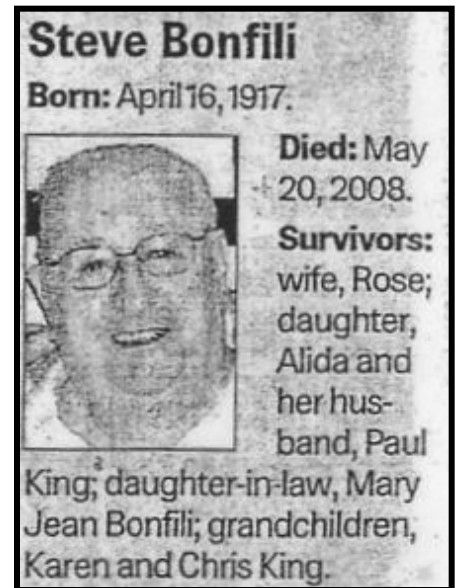 Steve Bonfili
Born: April 16, 1917.
Died: May
20, 2008.
Survivors:
wife, Rose;
daughter,
Alida and
her hus-
band, Paul
King; daughter-in-law, Mary
Jean Bonfili; grandchildren,
Karen and Chris King.